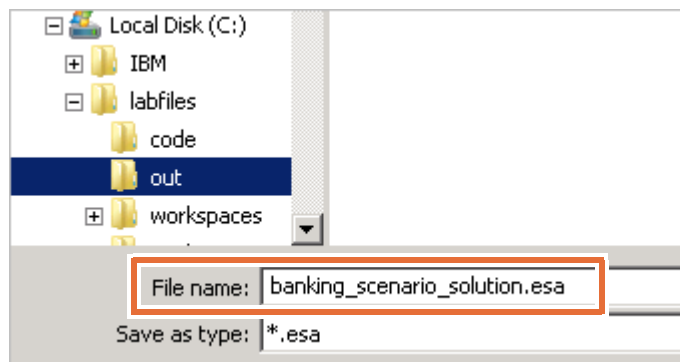 Local Disk (C:)
IBM
labfiles
code
out
workspaces
File name: banking_scenario_solution.esa
Save as type: *.esa